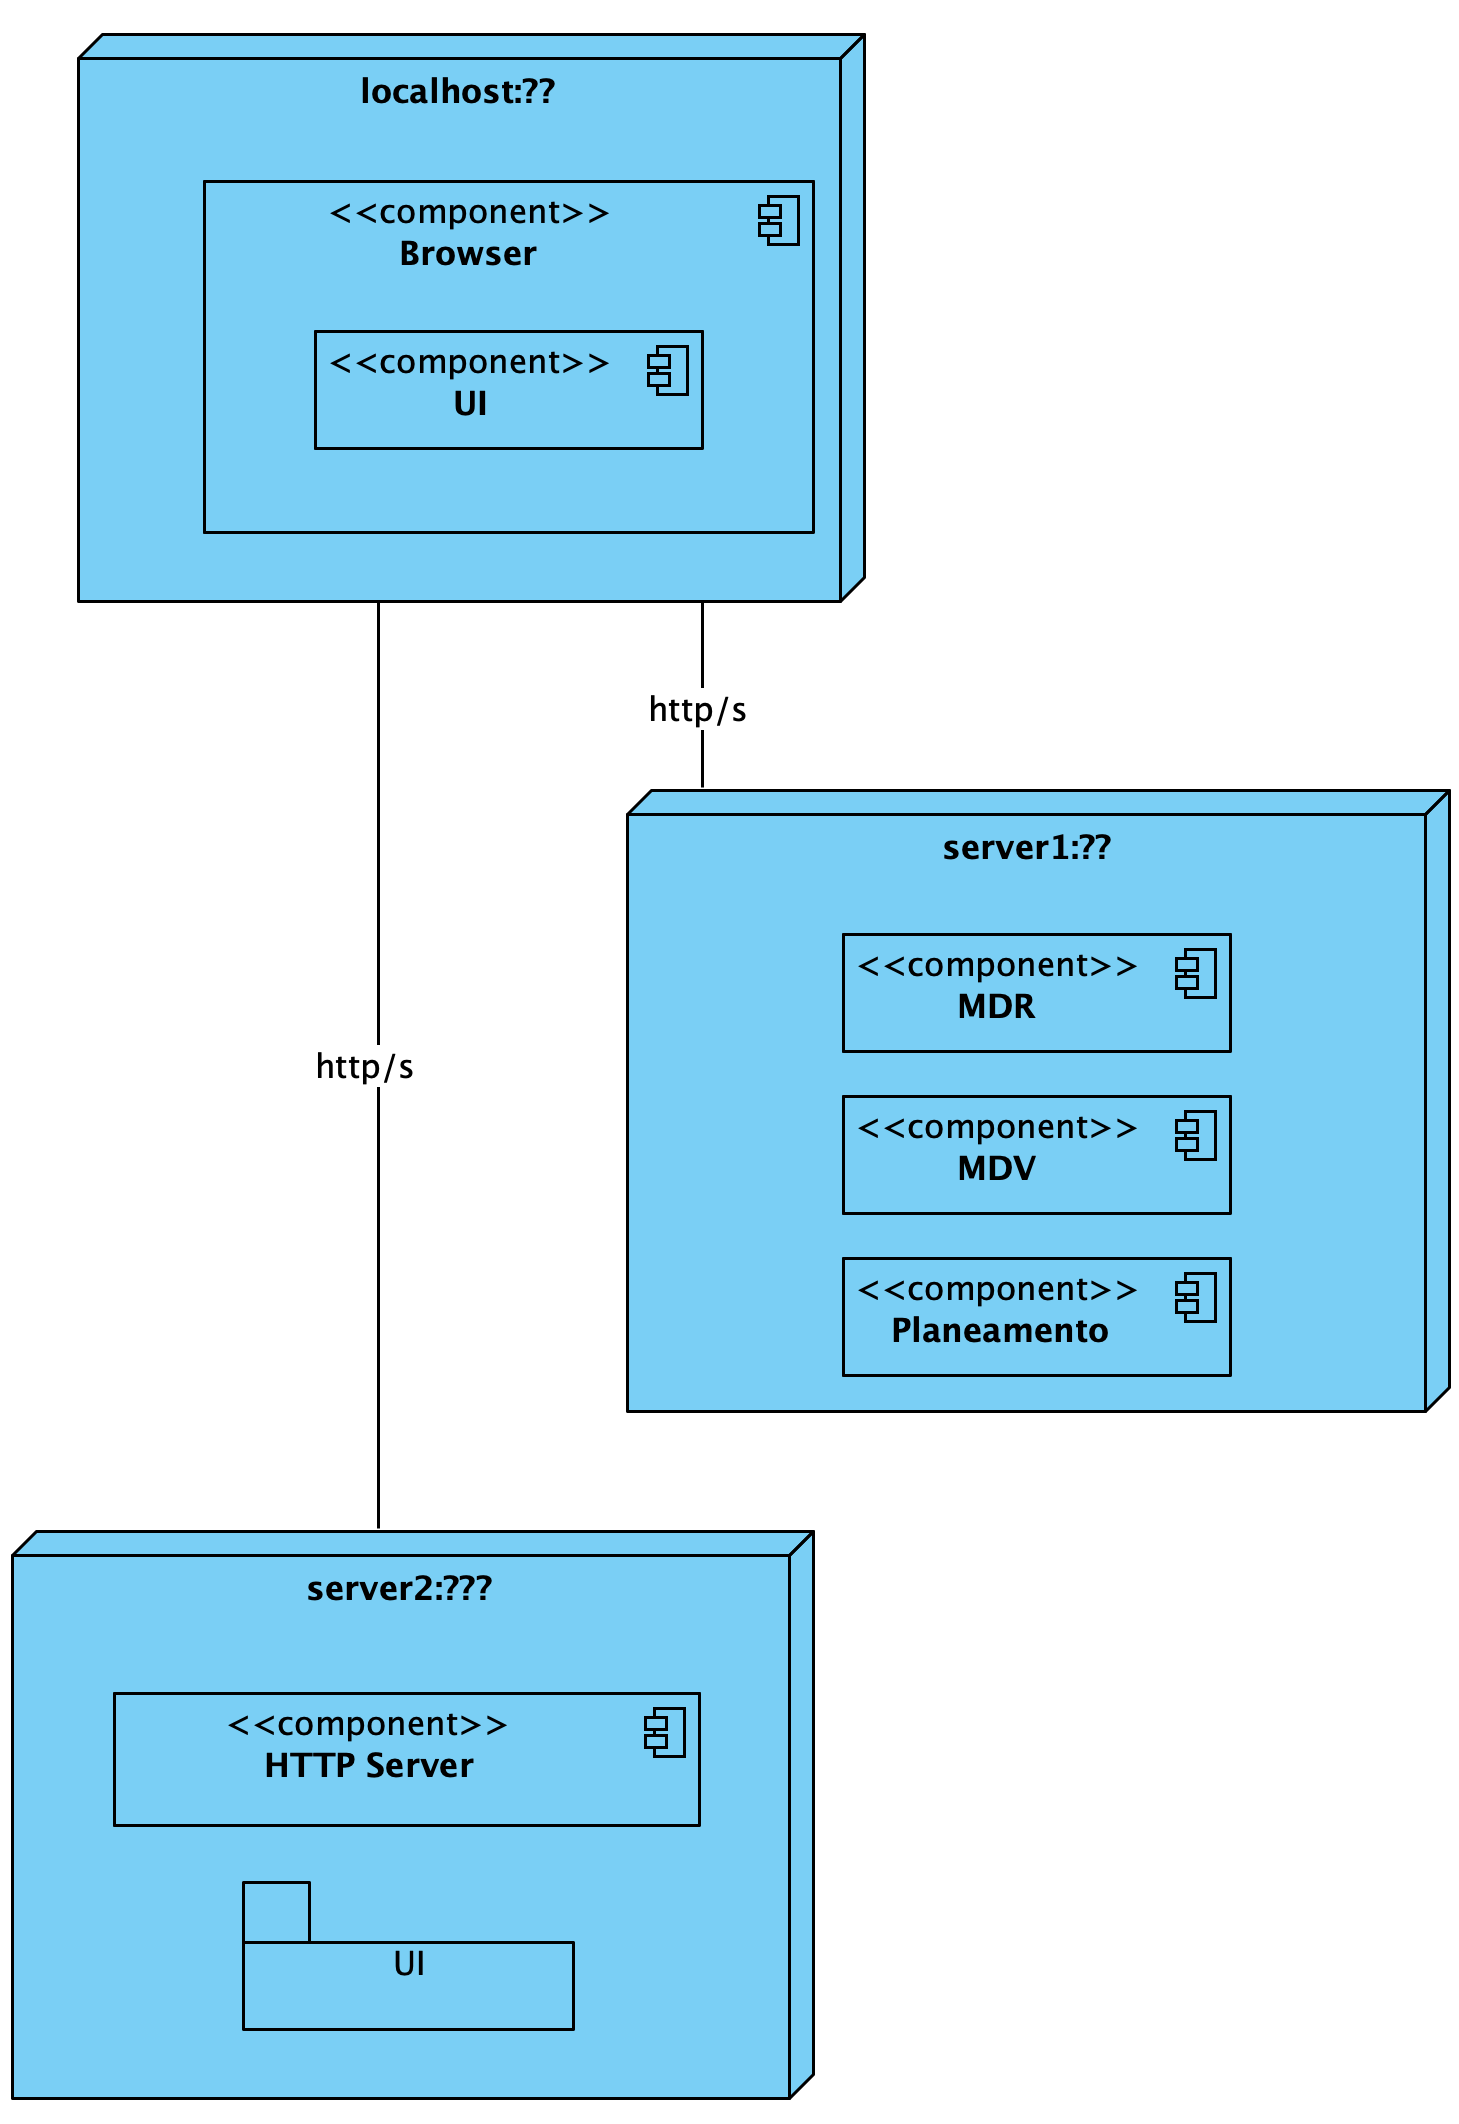 localhost:??
<<component>>
Browser
<<component>>
UI
http/s
server1:??
<<component>>
MDR
http/s
<<component>>
MDV
<<component>>
Planeamento
server2:???
<<component>>
HTTP Server
UI